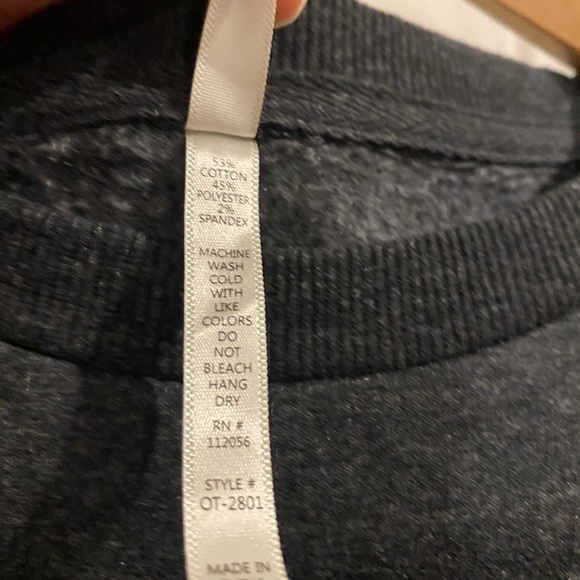 53%
COTTON
45%
POLYESTER
2%
SPANDEX
MACHINE
WASH
COLD
WITH
LIKE
COLORS
DO
NOT
BLEACH
HANG
DRY
RN #
112056
STYLE #
OT-2801
MADE IN